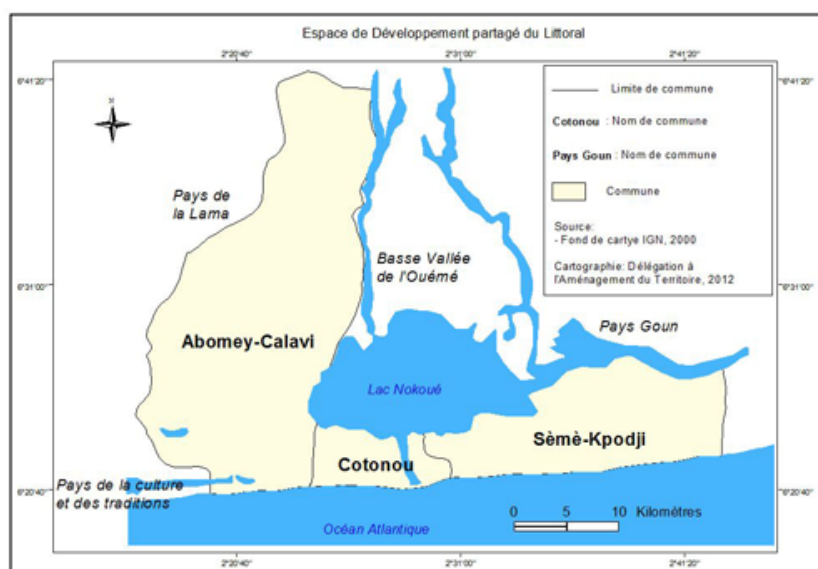 Espace de Développement partagé du Littoral
2°20'40" 2°31'00" 2°41'20"
6°41'20" 6°41'20"
N
Limite de commune
Cotonou : Nom de commune
Pays Goun : Nom de commune
Commune
Source:
- Fond de cartye IGN, 2000
Cartographie: Délégation à
l'Aménagement du Territoire, 2012
Pays de
la Lama
Basse Vallée
de l'Ouémé
6°31'00" 6°31'00"
Pays Goun
Abomey-Calavi
Lac Nokoué
Sèmè-Kpodji
Cotonou
Pays de la culture
et des traditions
6°20'40" 6°20'40"
Océan Atlantique
0 5 10 Kilomètres
2°20'40" 2°31'00" 2°41'20"